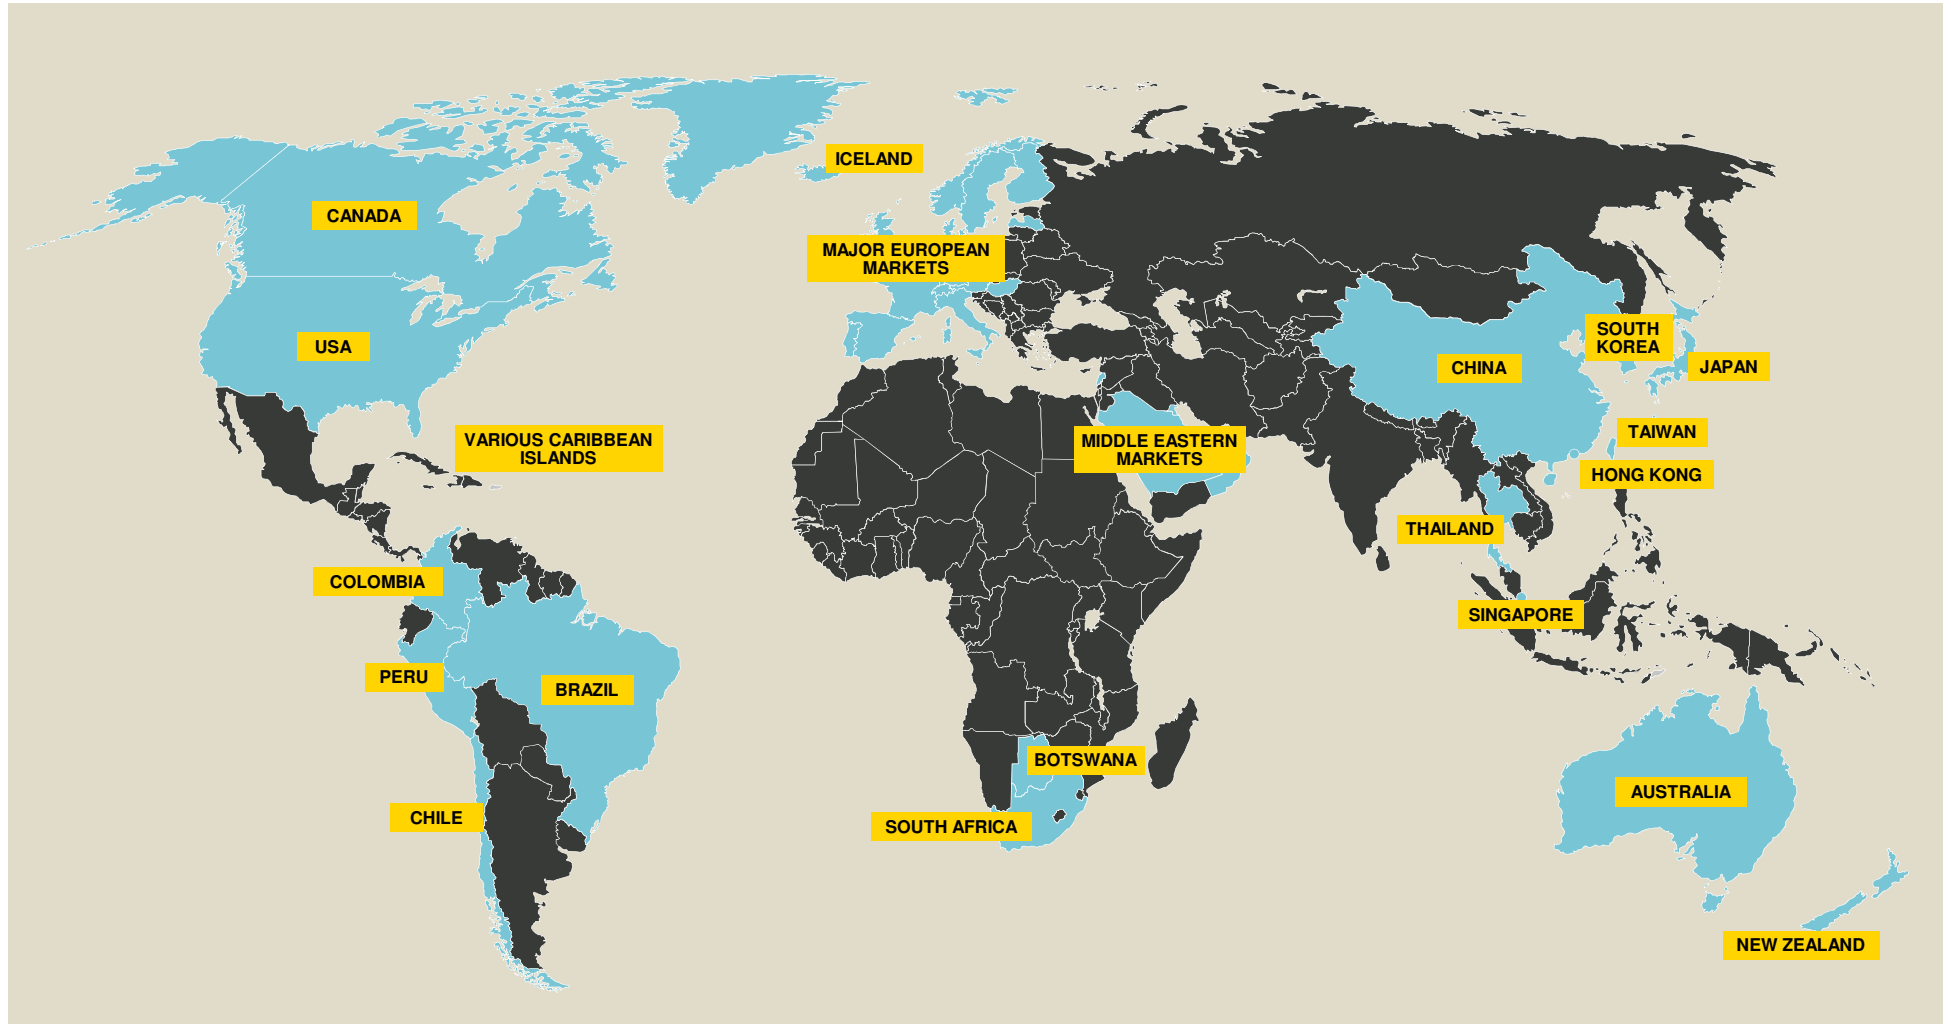 ICELAND
CANADA
MAJOR EUROPEAN
MARKETS
USA
SOUTH
KOREA
CHINA
JAPAN
VARIOUS CARIBBEAN
ISLANDS
MIDDLE EASTERN
MARKETS
TAIWAN
HONG KONG
THAILAND
COLOMBIA
SINGAPORE
PERU
BRAZIL
BOTSWANA
AUSTRALIA
CHILE
SOUTH AFRICA
NEW ZEALAND